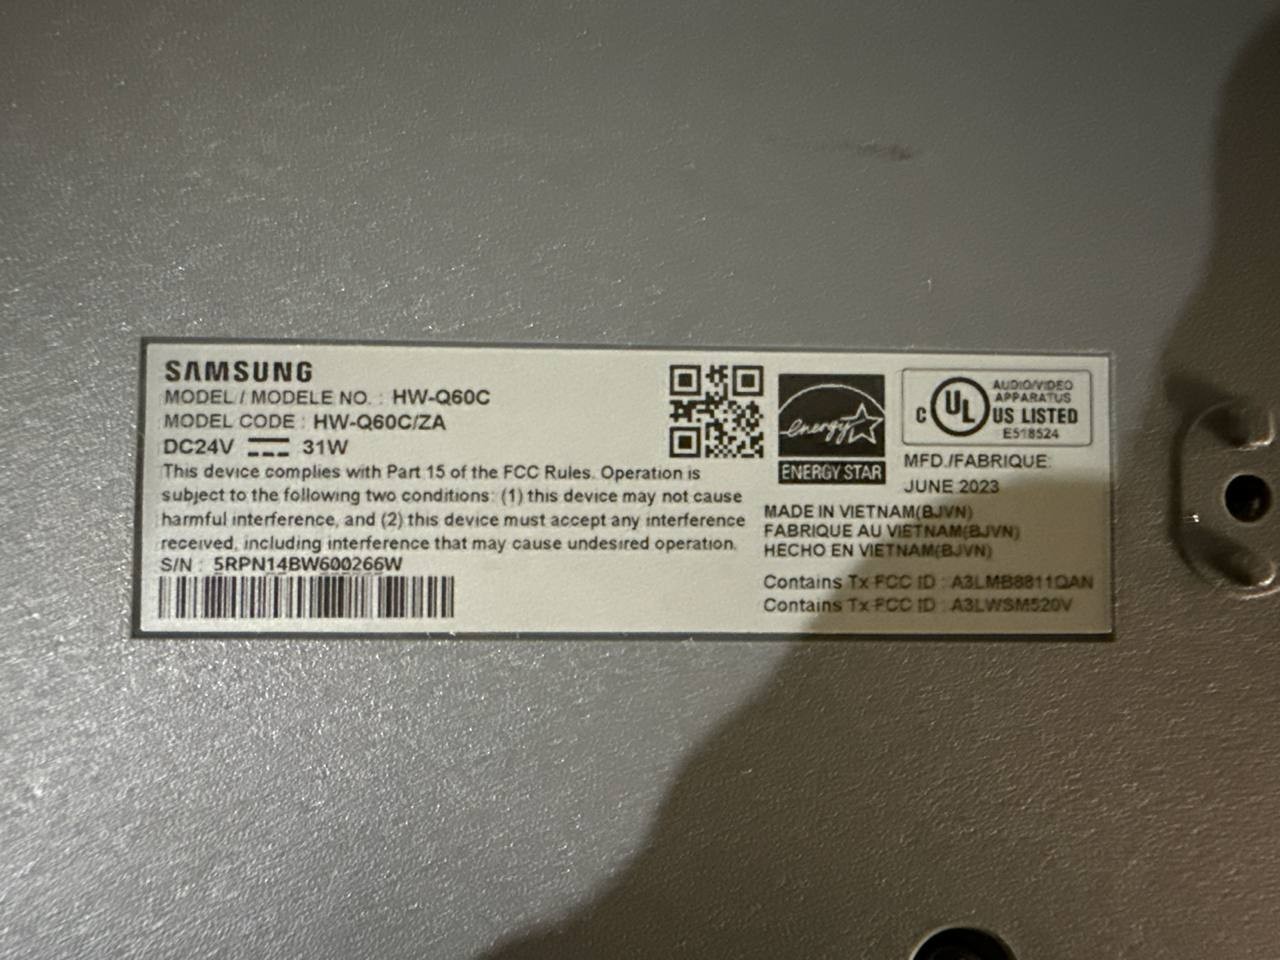 SAMSUNG
MODEL / MODELE NO. : HW-Q60C
MODEL CODE : HW-Q60C/ZA
DC24V 31W
This device complies with Part 15 of the FCC Rules. Operation is
subject to the following two conditions: (1) this device may not cause
harmful interference, and (2) this device must accept any interference
received, including interference that may cause undesired operation.
S/N : 5RPN14BW600266W
energy
ENERGY STAR
AUDIO/VIDEO
APPARATUS
C UL US LISTED
E518524
MFD./FABRIQUE:
JUNE 2023
MADE IN VIETNAM(BJVN)
FABRIQUE AU VIETNAM(BJVN)
HECHO EN VIETNAM(BJVN)
Contains Tx FCC ID : A3LMB8811QAN
Contains Tx FCC ID : A3LWSM520V